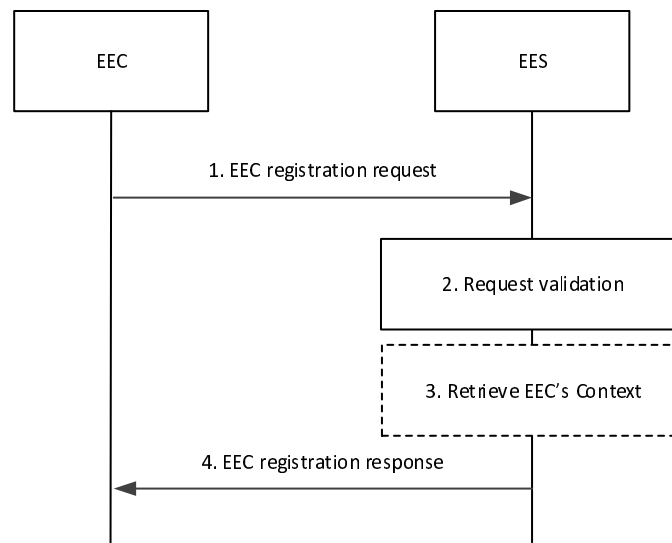 EEC
EES
1. EEC registration request
2. Request validation
3. Retrieve EEC's Context
4. EEC registration response